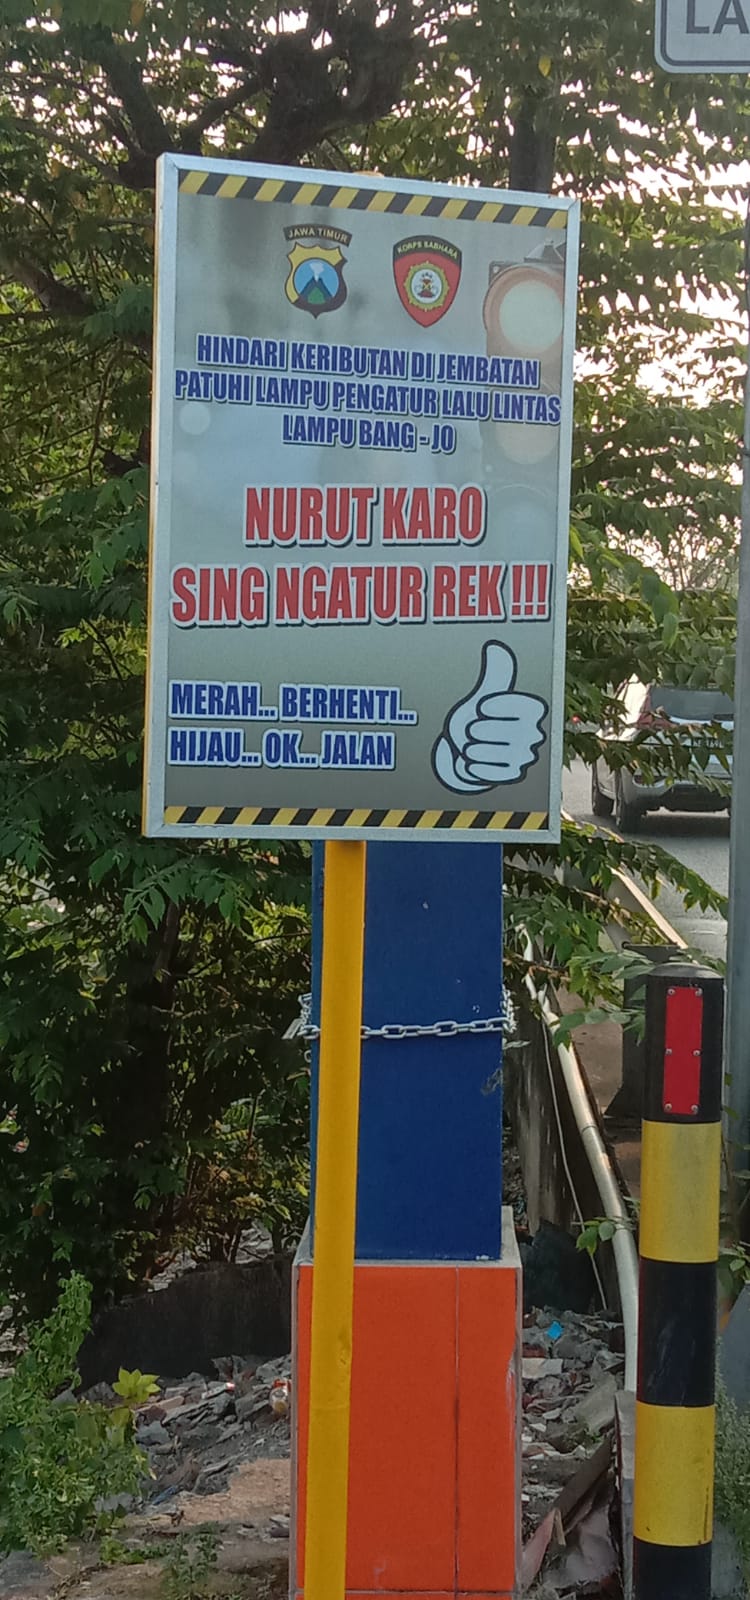 LA
JAWA TIMUR
KORPS SABHARA
HINDARI KERIBUTAN DI JEMBATAN
PATUHI LAMPU PENGATUR LALU LINTAS
LAMPU BANG - JO
NURUT KARO
SING NGATUR REK !!!
MERAH... BERHENTI...
HIJAU... OK... JALAN